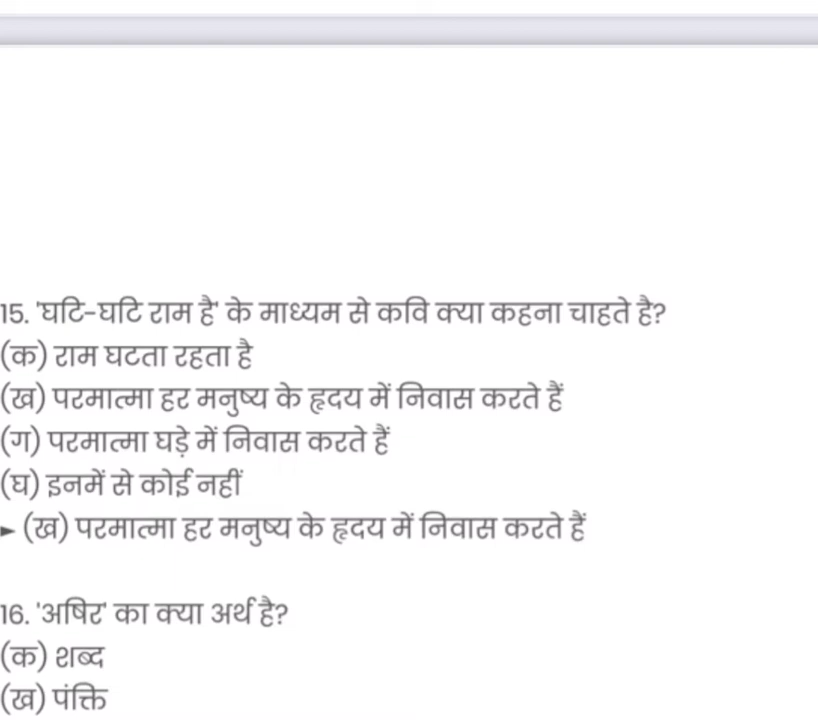 15. 'घटि-घटि राम है' के माध्यम से कवि क्या कहना चाहते है?
(क) राम घटता रहता है
(ख) परमात्मा हर मनुष्य के हृदय में निवास करते हैं
(ग) परमात्मा घड़े में निवास करते हैं
(घ) इनमें से कोई नहीं
► (ख) परमात्मा हर मनुष्य के हृदय में निवास करते हैं
16. 'अषिर' का क्या अर्थ है?
(क) शब्द
(ख) पंक्ति